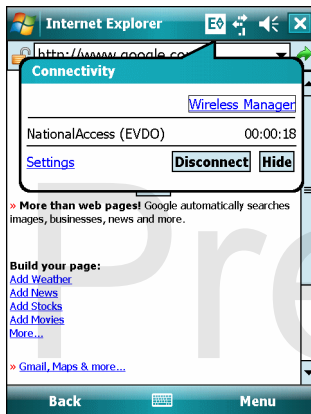 Internet Explorer
http://www.google.co
Connectivity
Wireless Manager
NationalAccess (EVDO) 00:00:18
Settings Disconnect Hide
» More than web pages! Google automatically searches
images, businesses, news and more.
Build your page:
Add Weather
Add News
Add Stocks
Add Movies
More...
» Gmail, Maps & more...
Pre
Back Menu